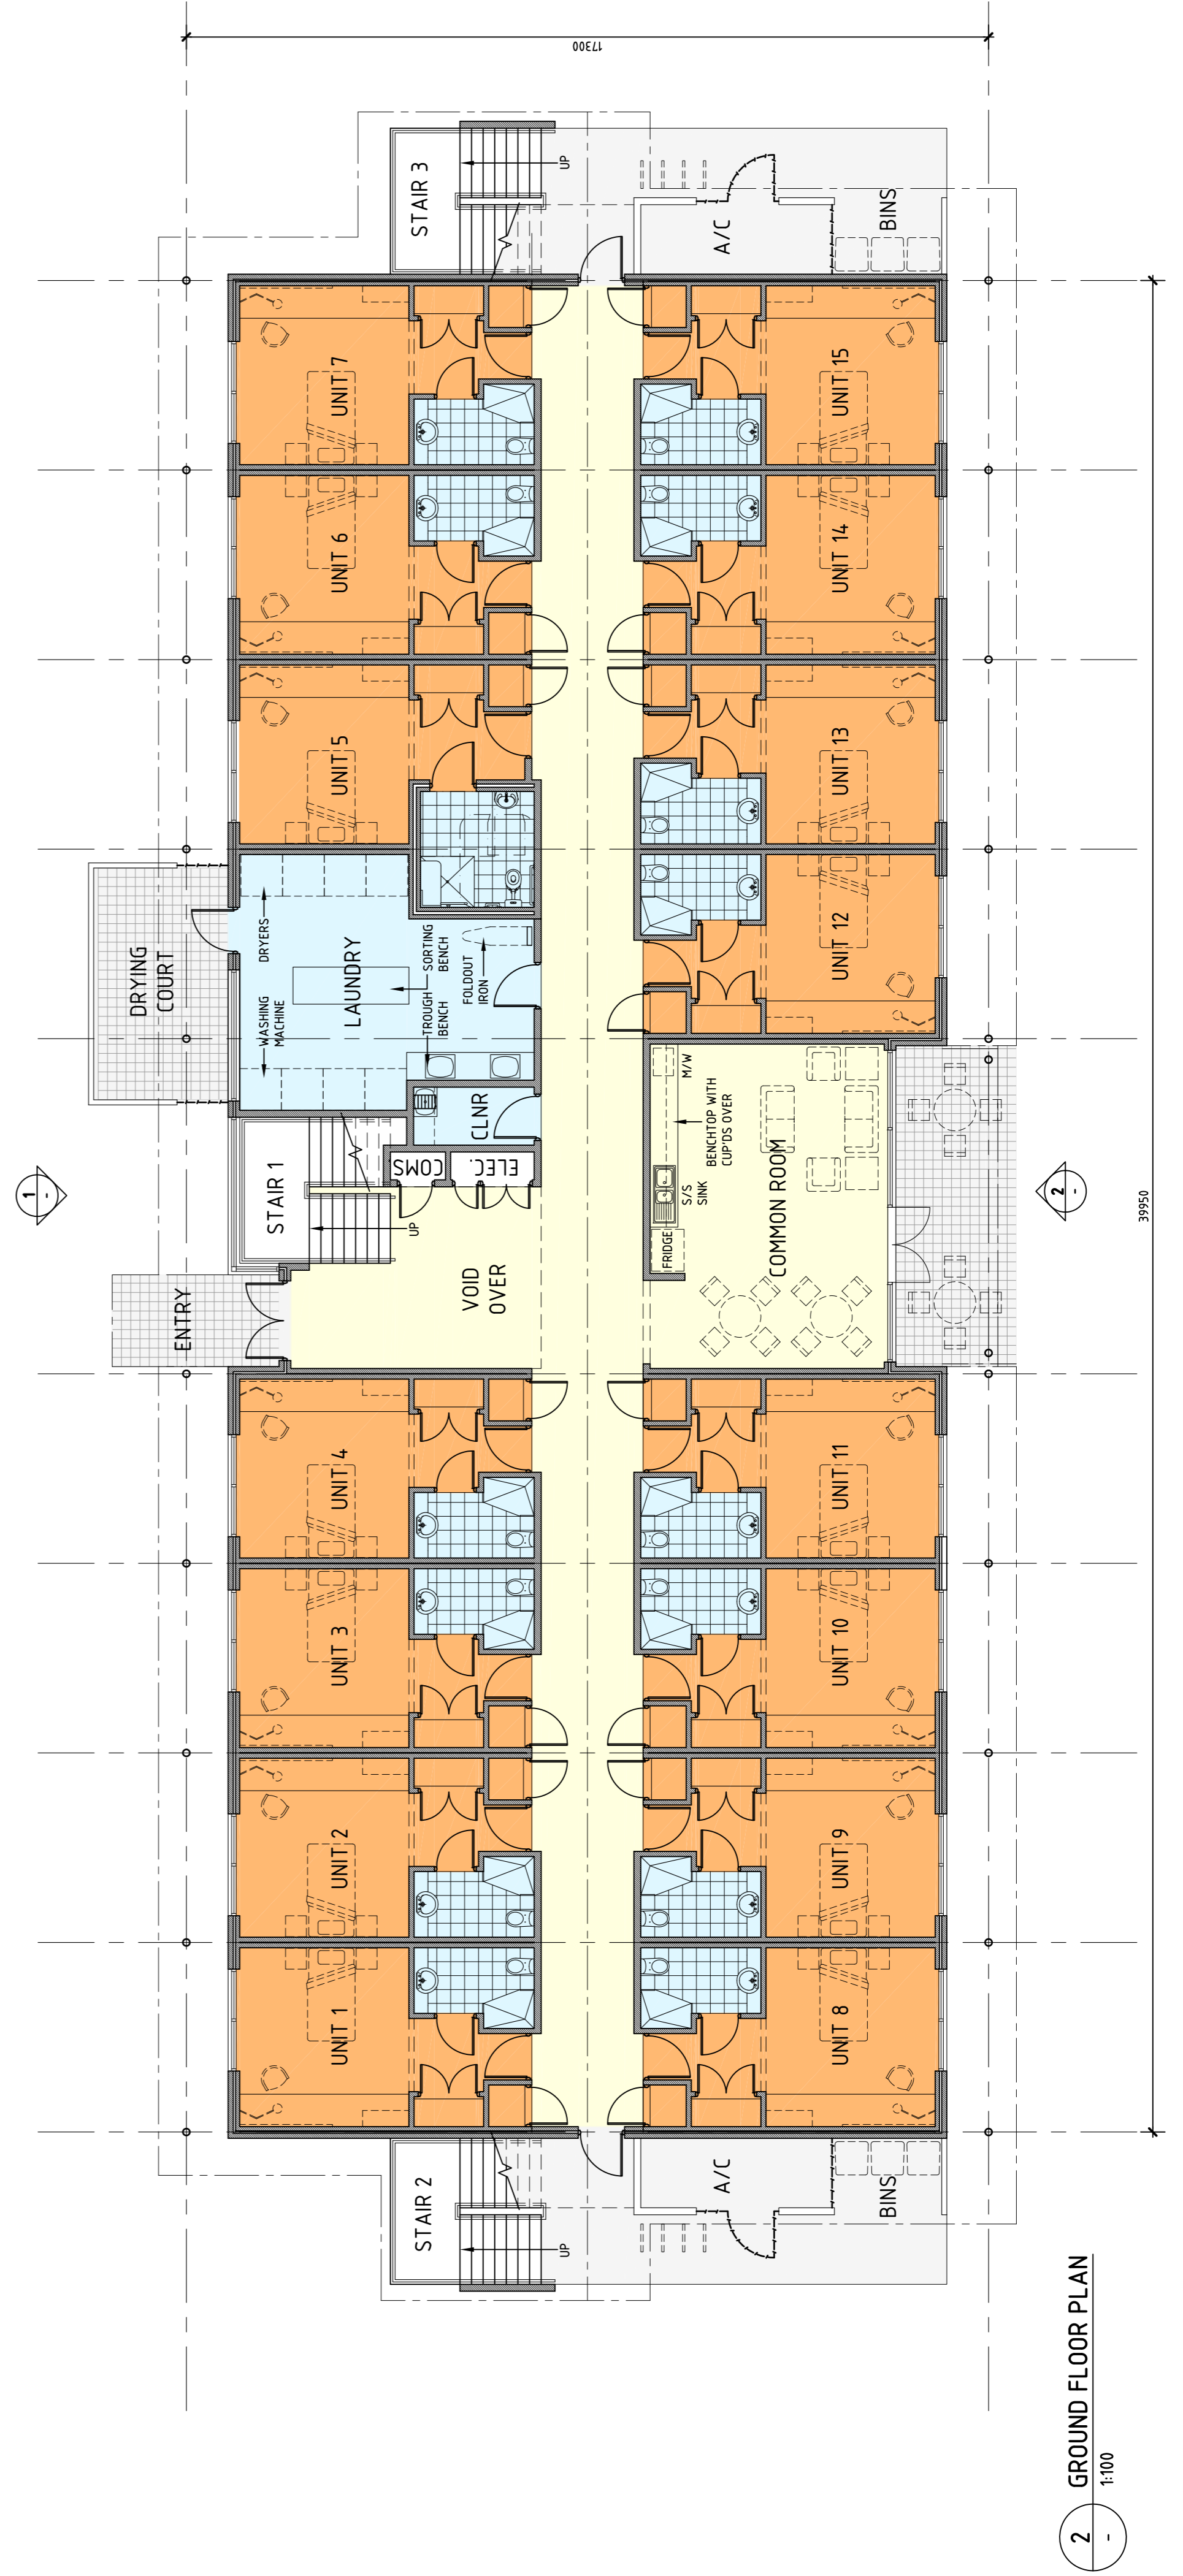 17300
STAIR 3
UP
A/C
BINS
UNIT 7
UNIT 15
UNIT 6
UNIT 14
UNIT 5
UNIT 13
DRYING
COURT
DRYERS
WASHING
MACHINE
LAUNDRY
SORTING
BENCH
TROUGH
BENCH
FOLDOUT
IRON
UNIT 12
CLNR
COMS.
ELEC.
STAIR 1
UP
1
-
ENTRY
VOID
OVER
M/W
BENCHTOP WITH
CUP'DS OVER
S/S
SINK
FRIDGE
COMMON ROOM
2
-
39950
UNIT 4
UNIT 11
UNIT 3
UNIT 10
UNIT 2
UNIT 9
UNIT 1
UNIT 8
STAIR 2
UP
A/C
BINS
2
-
GROUND FLOOR PLAN
1:100